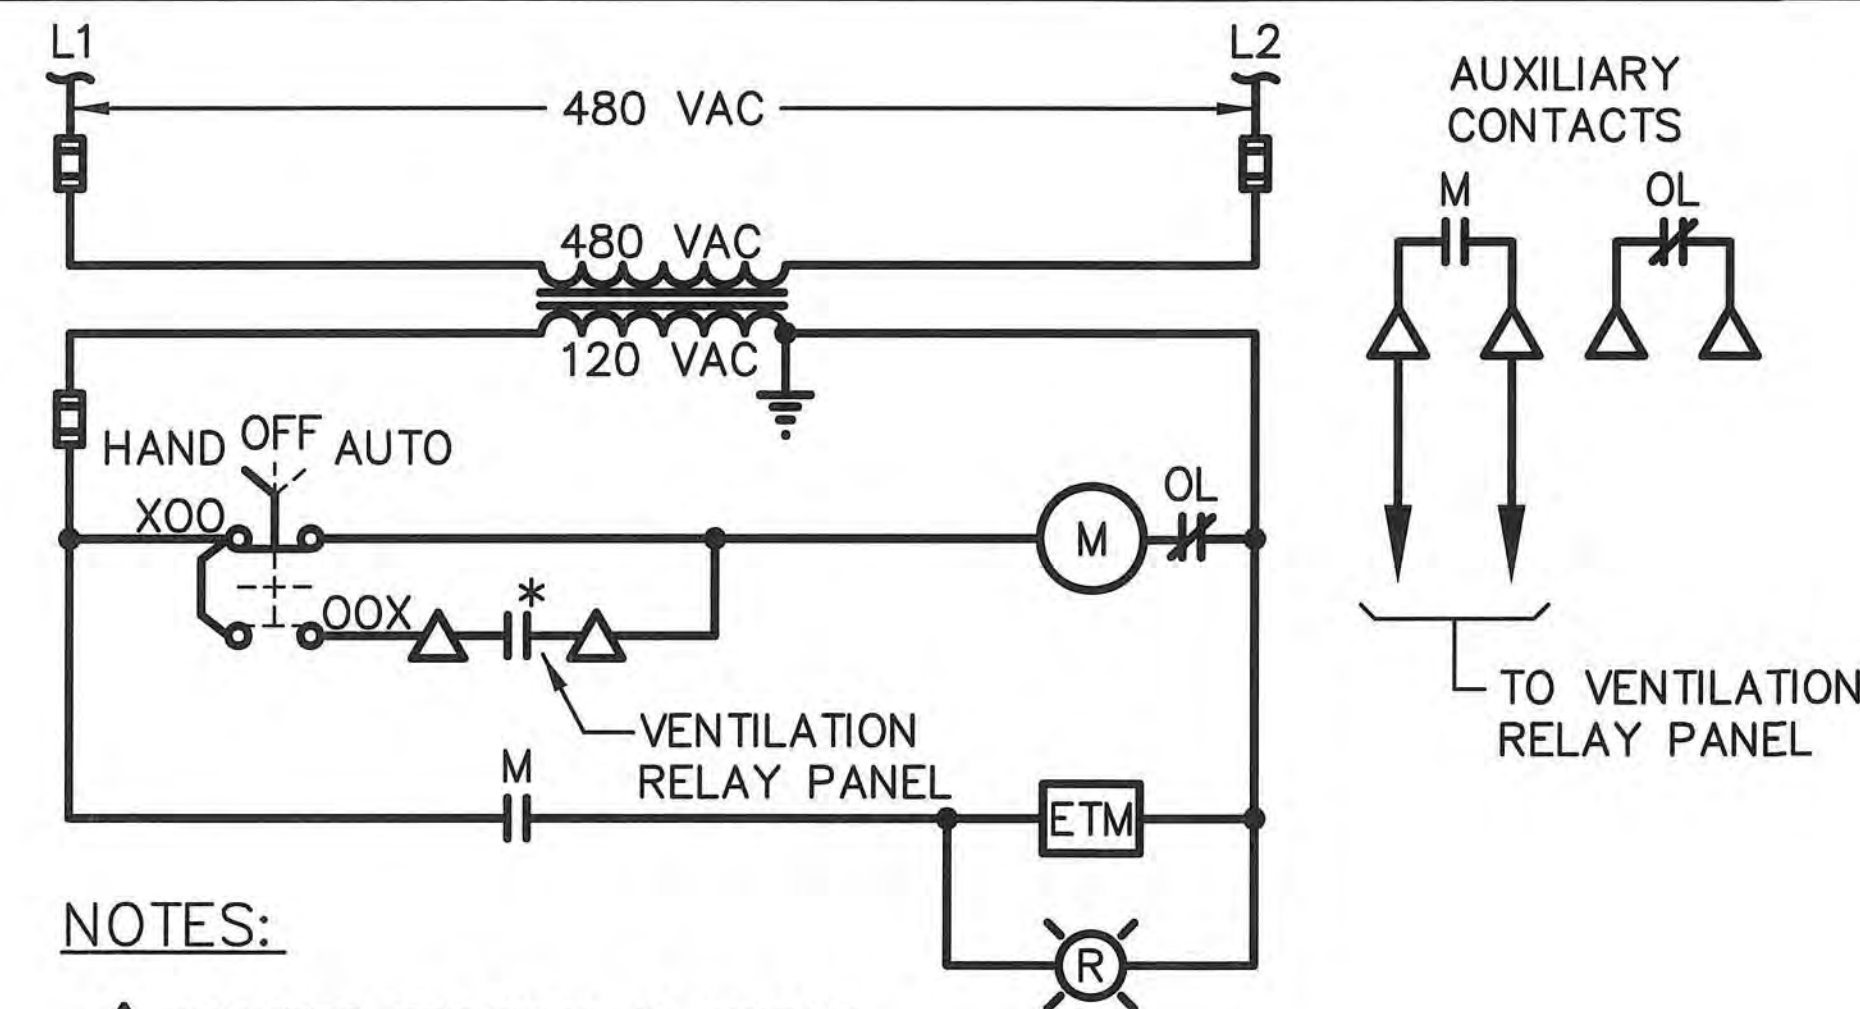 L1
L2
480 VAC
AUXILIARY
CONTACTS
M
OL
480 VAC
120 VAC
HAND OFF AUTO
XOO
OL
M
OOX
*
VENTILATION
RELAY PANEL
TO VENTILATION
RELAY PANEL
M
ETM
NOTES:
R